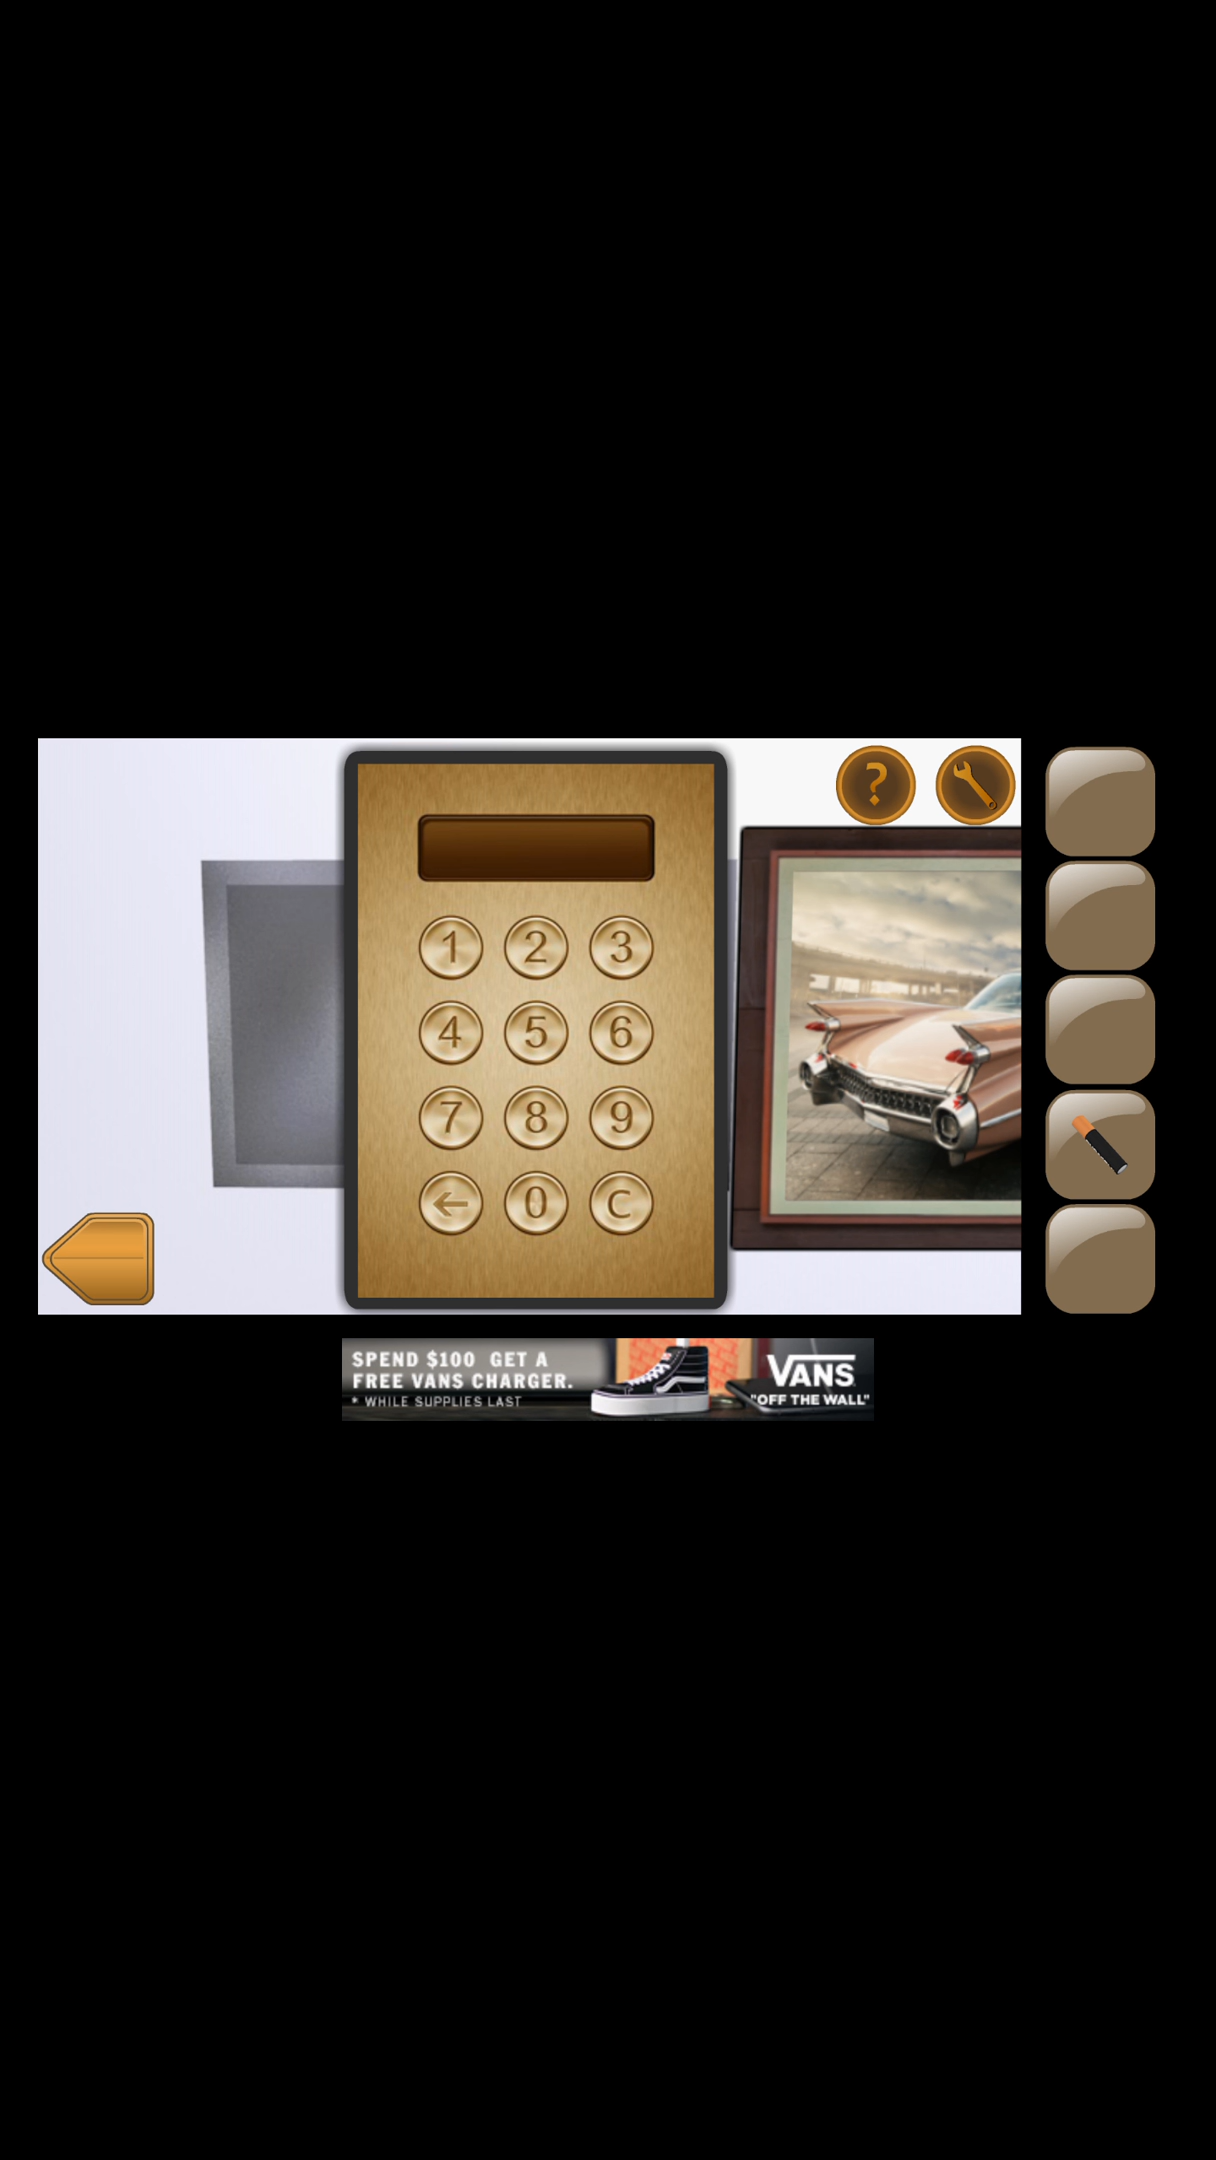 ?
1 2 3
4 5 6
7 8 9
← 0 C
SPEND $100 GET A
FREE VANS CHARGER.
* WHILE SUPPLIES LAST
VANS
"OFF THE WALL"